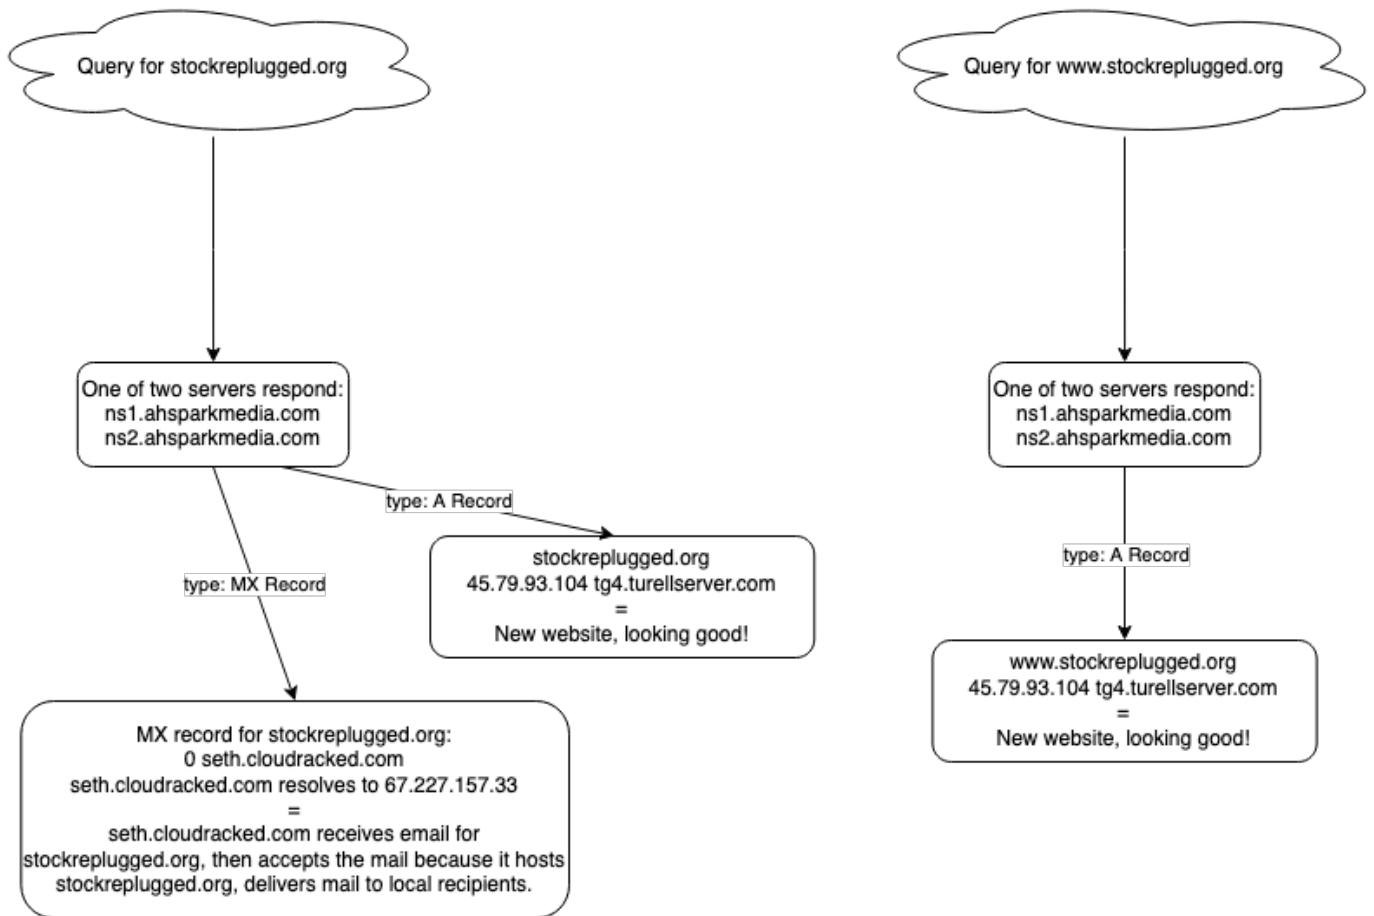 Query for stockreplugged.org
Query for www.stockreplugged.org
One of two servers respond:
ns1.ahsparkmedia.com
ns2.ahsparkmedia.com
One of two servers respond:
ns1.ahsparkmedia.com
ns2.ahsparkmedia.com
type: A Record
stockreplugged.org
45.79.93.104 tg4.turellserver.com
=
New website, looking good!
type: MX Record
MX record for stockreplugged.org:
0 seth.cloudracked.com
seth.cloudracked.com resolves to 67.227.157.33
=
seth.cloudracked.com receives email for
stockreplugged.org, then accepts the mail because it hosts
stockreplugged.org, delivers mail to local recipients.
type: A Record
www.stockreplugged.org
45.79.93.104 tg4.turellserver.com
=
New website, looking good!